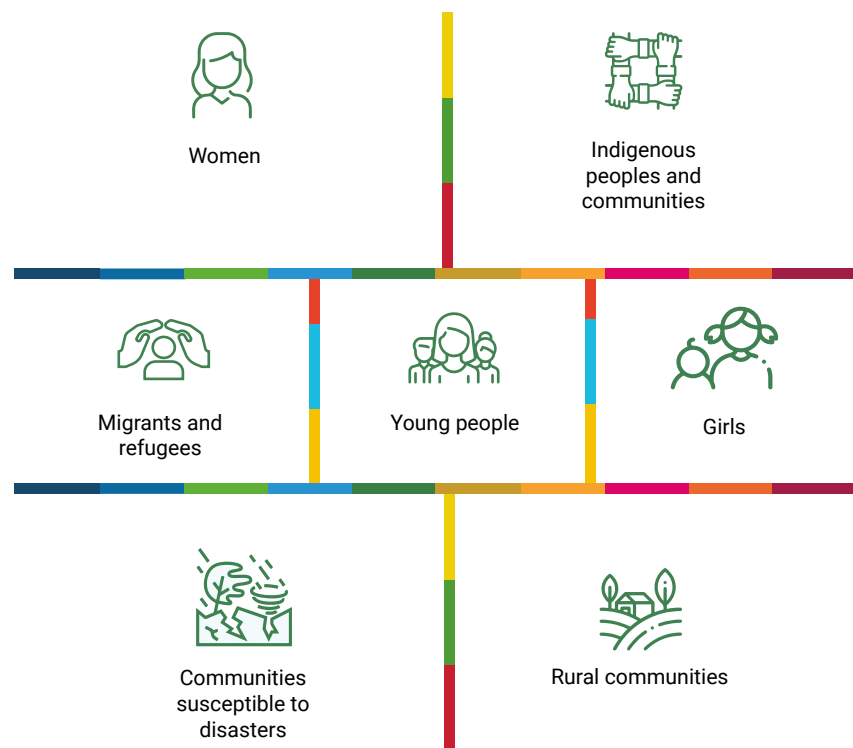 Women
Indigenous
peoples and
communities
Migrants and
refugees
Young people
Girls
Communities
susceptible to
disasters
Rural communities